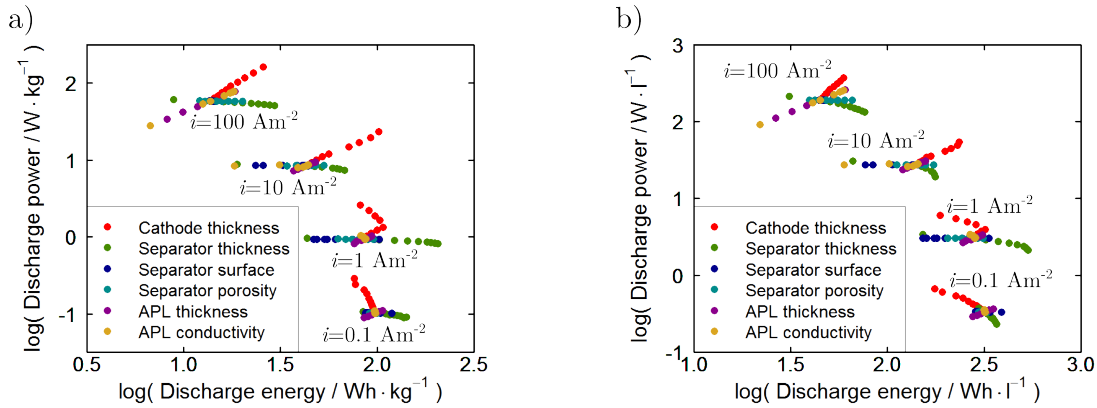 a)
log( Discharge power / W · kg⁻¹ )
2
1
0
-1
i=100 Am⁻²
i=10 Am⁻²
i=1 Am⁻²
i=0.1 Am⁻²
Cathode thickness
Separator thickness
Separator surface
Separator porosity
APL thickness
APL conductivity
0.5 1.0 1.5 2.0 2.5
log( Discharge energy / Wh · kg⁻¹ )
b)
log( Discharge power / W · l⁻¹ )
3
2
1
0
-1
i=100 Am⁻²
i=10 Am⁻²
i=1 Am⁻²
i=0.1 Am⁻²
Cathode thickness
Separator thickness
Separator surface
Separator porosity
APL thickness
APL conductivity
1.0 1.5 2.0 2.5 3.0
log( Discharge energy / Wh · l⁻¹ )